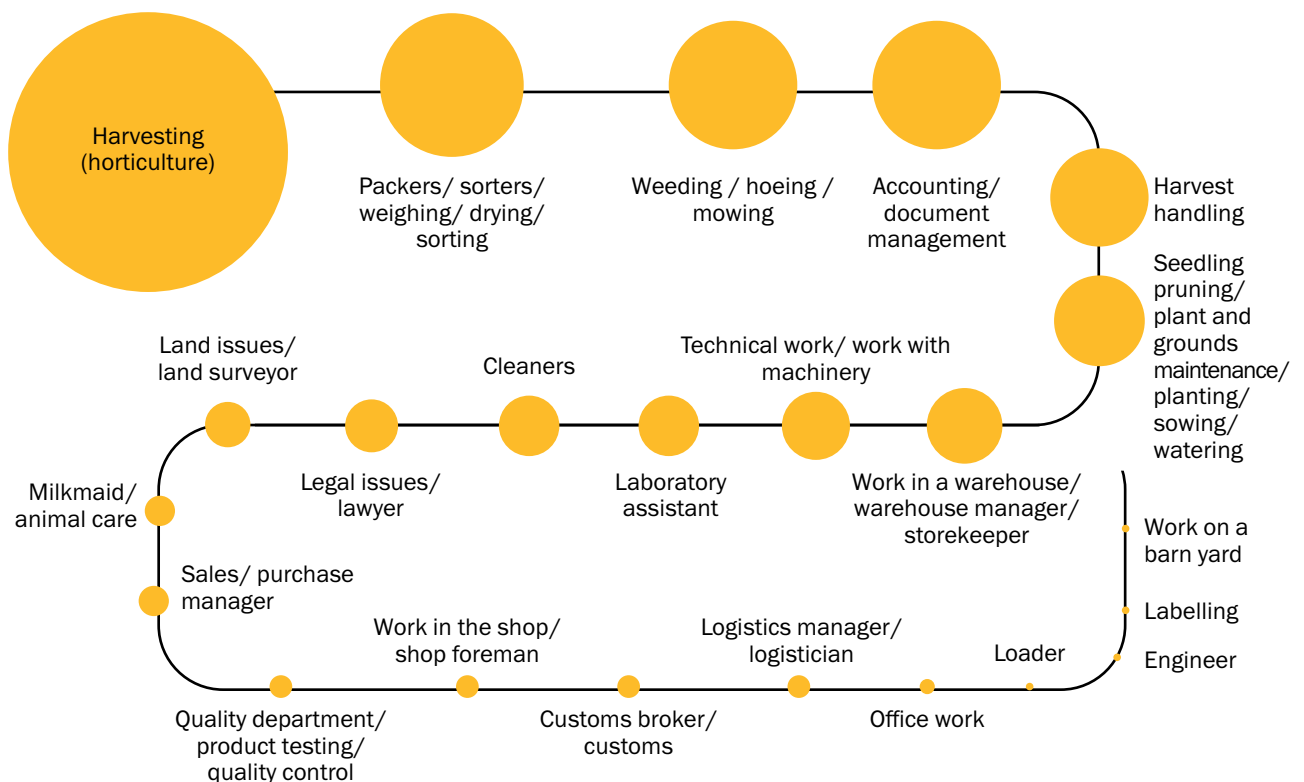 Harvesting
(horticulture)
Packers/ sorters/
weighing/ drying/
sorting
Weeding / hoeing /
mowing
Accounting/
document
management
Harvest
handling
Seedling
pruning/
plant and
grounds
maintenance/
planting/
sowing/
watering
Work in a warehouse/
warehouse manager/
storekeeper
Technical work/ work with
machinery
Laboratory
assistant
Cleaners
Legal issues/
lawyer
Land issues/
land surveyor
Milkmaid/
animal care
Sales/ purchase
manager
Quality department/
product testing/
quality control
Work in the shop/
shop foreman
Customs broker/
customs
Logistics manager/
logistician
Office work
Loader
Engineer
Labelling
Work on a
barn yard